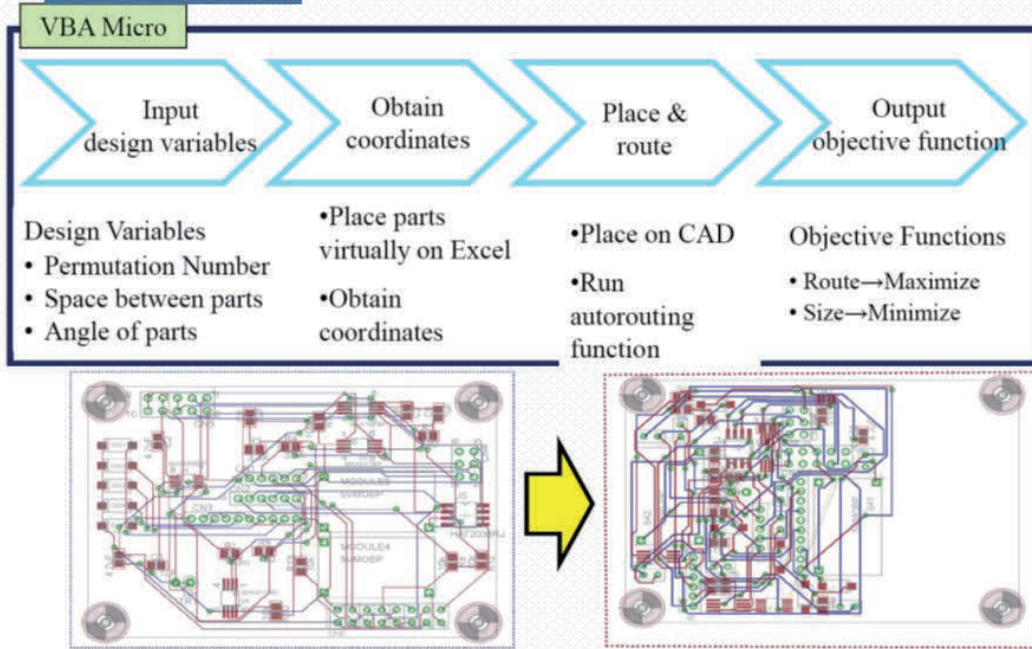 VBA Micro
Input
design variables
Obtain
coordinates
Place &
route
Output
objective function
Design Variables
• Permutation Number
• Space between parts
• Angle of parts
•Place parts
virtually on Excel
•Obtain
coordinates
•Place on CAD
•Run
autorouting
function
Objective Functions
• Route→Maximize
• Size→Minimize
CN3
MODULE4